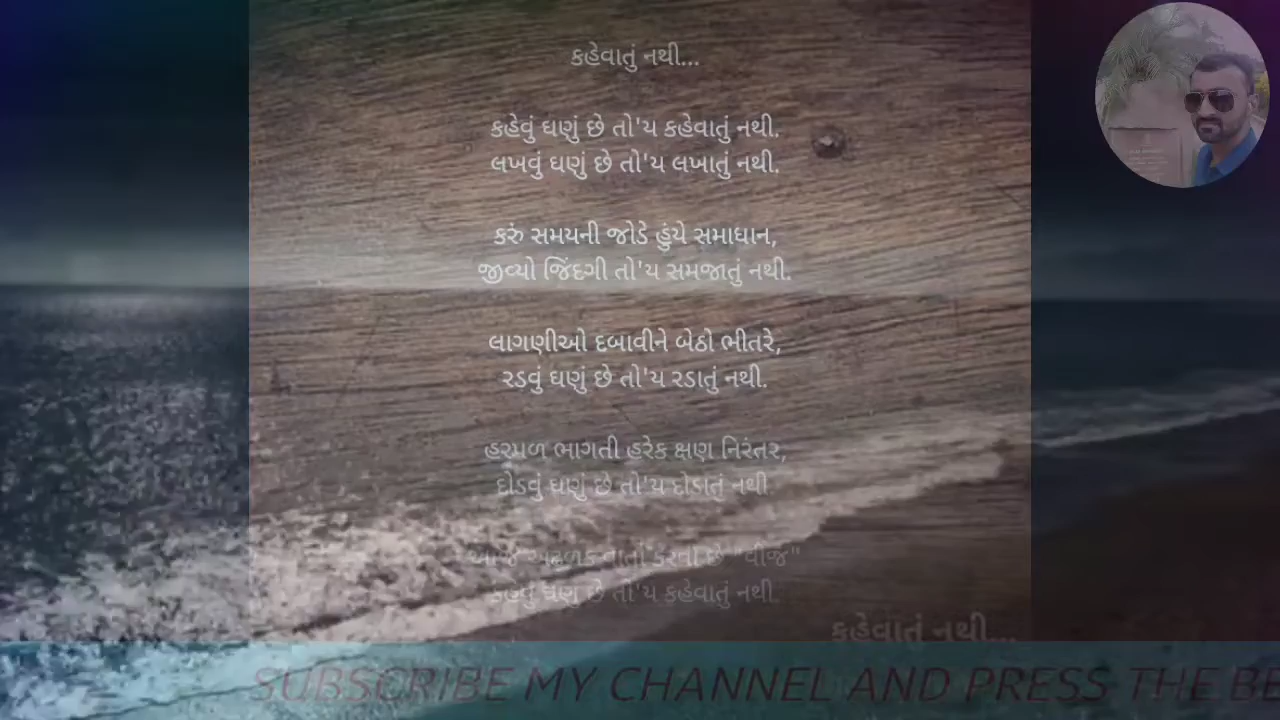 કહેવાતું નથી...
કહેવું ઘણું છે તો'ય કહેવાતું નથી.
લખવું ઘણું છે તો'ય લખાતું નથી.
કરું સમયની જોડે હુંયે સમાધાન,
જીવ્યો જિંદગી તો'ય સમજાતું નથી.
લાગણીઓ દબાવીને બેઠો ભીતરે,
રડવું ઘણું છે તો'ય રડાતું નથી.
હરમળ ભાગતી હરેક ક્ષણ નિરંતર,
દોડવું ઘણું છે તો'ય દોડાતું નથી
વાતો કરવી છે
કહેવું ઘણું છે તો'ય કહેવાતું નથી.
કહેવાતું નથી...
SUBSCRIBE MY CHANNEL AND PRESS THE BE